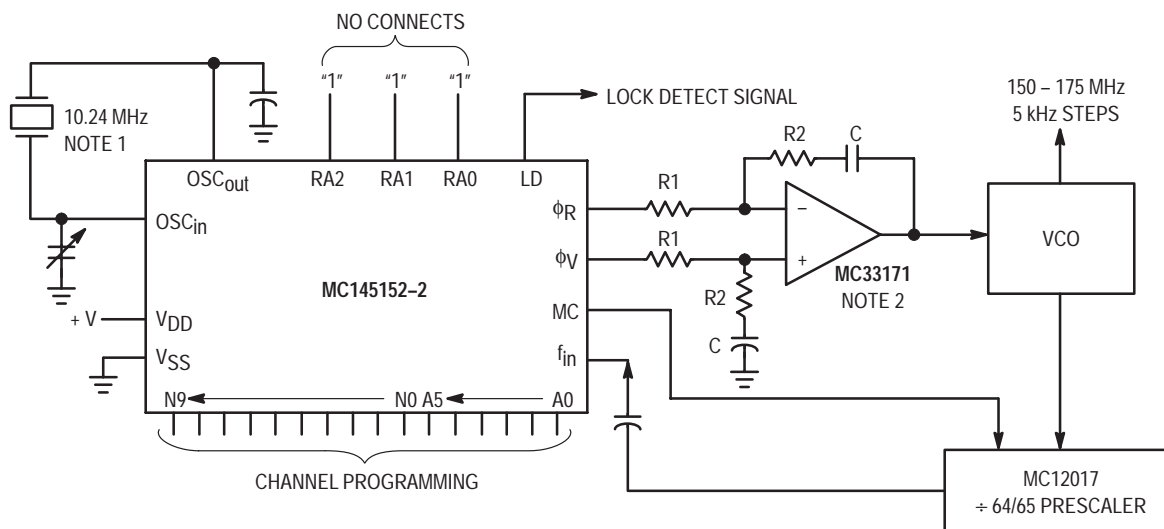 NO CONNECTS
“1” “1” “1”
10.24 MHz
NOTE 1
LOCK DETECT SIGNAL
150 – 175 MHz
5 kHz STEPS
OSCout RA2 RA1 RA0 LD
OSCin
ϕR
ϕV
MC
fin
MC145152–2
+ V
VDD
VSS
N9 N0 A5 A0
CHANNEL PROGRAMMING
R1
R1
R2 C
R2
C
–
+
MC33171
NOTE 2
VCO
MC12017
÷ 64/65 PRESCALER